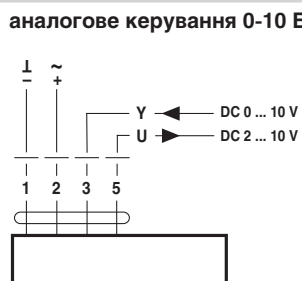 аналогове керування 0-10
⊥ ~
– +
Y DC 0 ... 10 V
U DC 2 ... 10 V
1 2 3 5